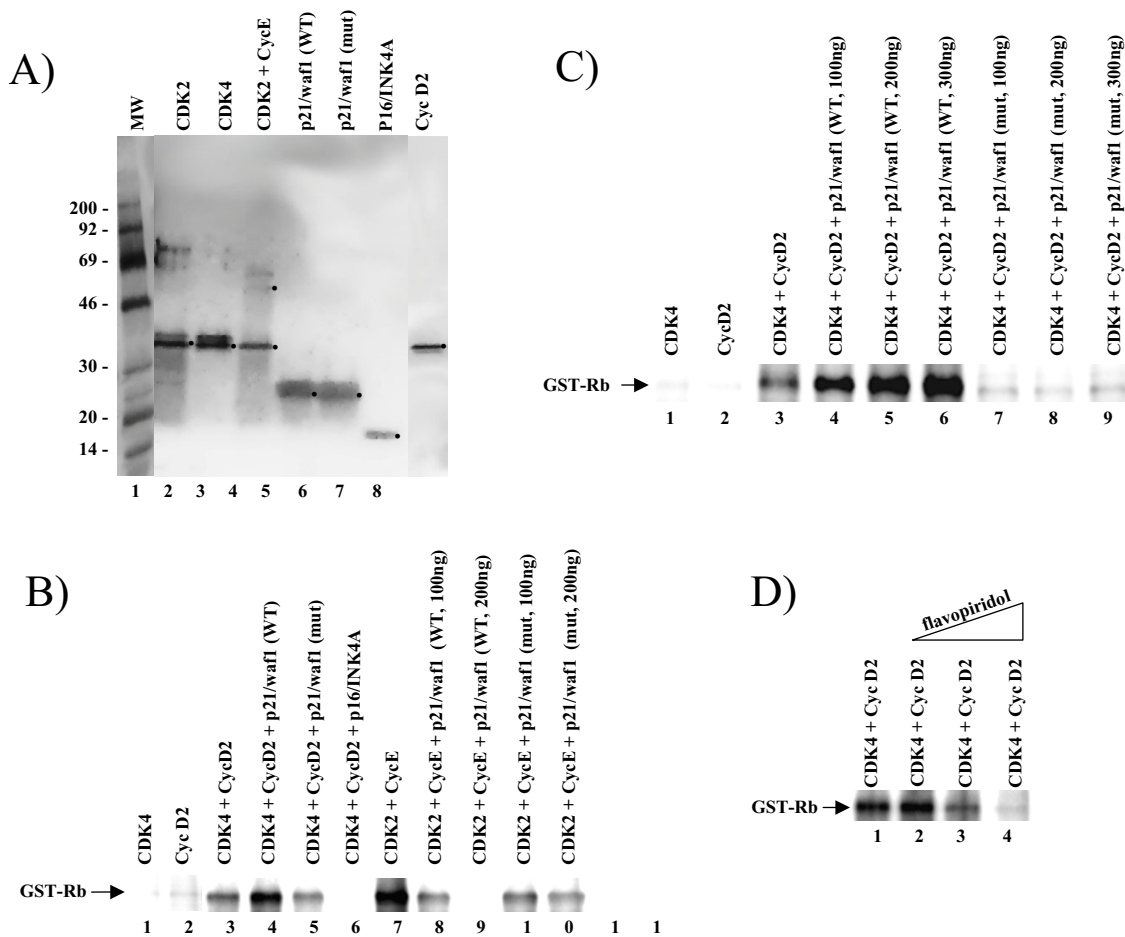 A)
MW
CDK2
CDK4
CDK2 + CycE
p21/waf1 (WT)
p21/waf1 (mut)
P16/INK4A
Cyc D2
200 -
92 -
69 -
46 -
30 -
20 -
14 -
1 2 3 4 5 6 7 8
B)
CDK4
Cyc D2
CDK4 + CycD2
CDK4 + CycD2 + p21/waf1 (WT)
CDK4 + CycD2 + p21/waf1 (mut)
CDK4 + CycD2 + p16/INK4A
CDK2 + CycE
CDK2 + CycE + p21/waf1 (WT, 100ng)
CDK2 + CycE + p21/waf1 (WT, 200ng)
CDK2 + CycE + p21/waf1 (mut, 100ng)
CDK2 + CycE + p21/waf1 (mut, 200ng)
GST-Rb
1 2 3 4 5 6 7 8 9 1 0 1 1
C)
CDK4
CycD2
CDK4 + CycD2
CDK4 + CycD2 + p21/waf1 (WT, 100ng)
CDK4 + CycD2 + p21/waf1 (WT, 200ng)
CDK4 + CycD2 + p21/waf1 (WT, 300ng)
CDK4 + CycD2 + p21/waf1 (mut, 100ng)
CDK4 + CycD2 + p21/waf1 (mut, 200ng)
CDK4 + CycD2 + p21/waf1 (mut, 300ng)
GST-Rb
1 2 3 4 5 6 7 8 9
D)
flavopiridol
CDK4 + Cyc D2
CDK4 + Cyc D2
CDK4 + Cyc D2
CDK4 + Cyc D2
GST-Rb
1 2 3 4